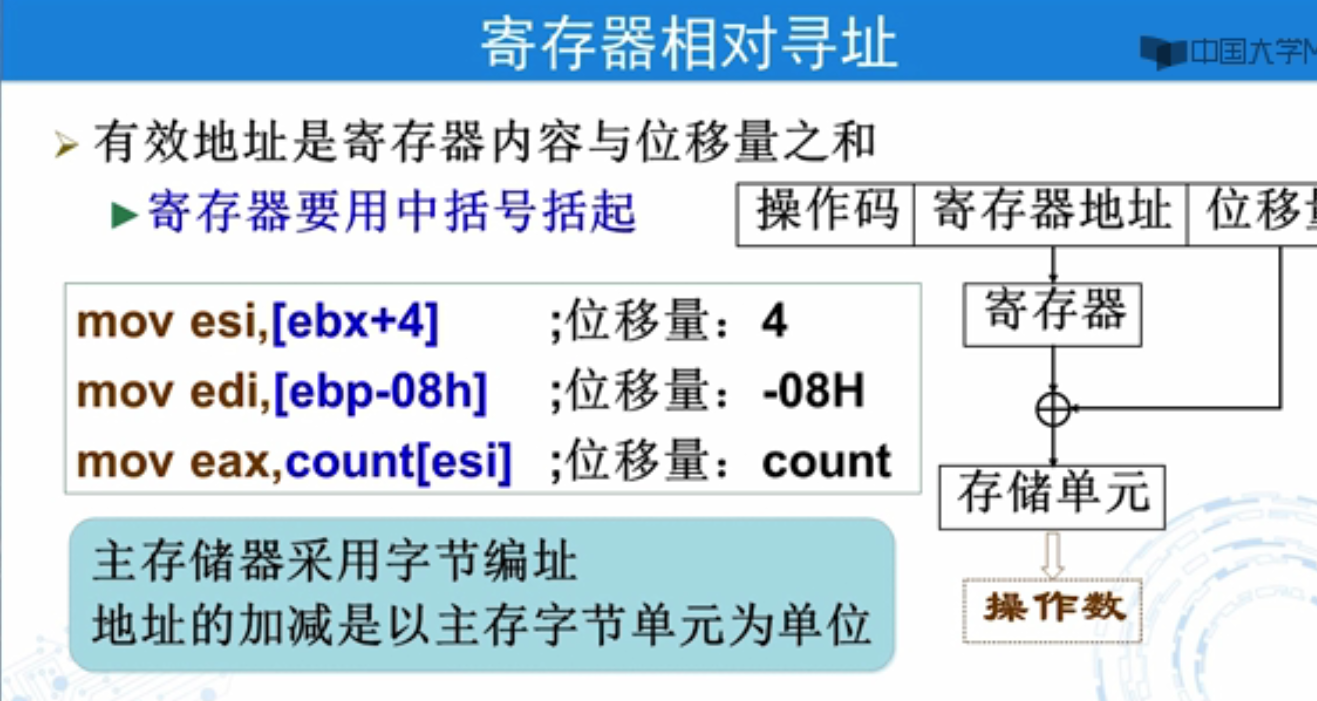 寄存器相对寻址
中国大学M
有效地址是寄存器内容与位移量之和
寄存器要用中括号括起
操作码 寄存器地址 位移量
寄存器
mov esi,[ebx+4] ;位移量：4
mov edi,[ebp-08h] ;位移量：-08H
mov eax,count[esi] ;位移量：count
存储单元
操作数
主存储器采用字节编址
地址的加减是以主存字节单元为单位